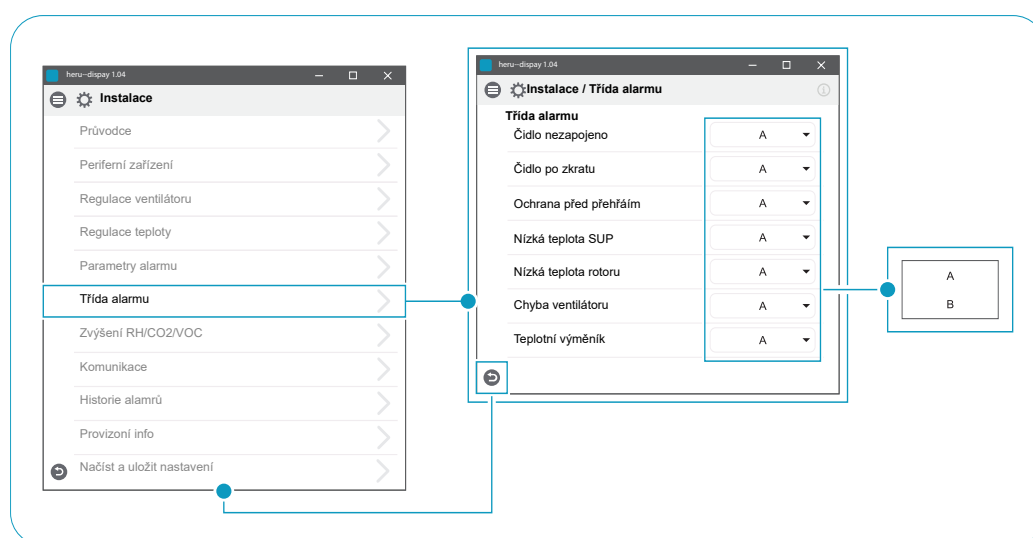 heru–dispay 1.04
Instalace
Průvodce
Periferní zařízení
Regulace ventilátoru
Regulace teploty
Parametry alarmu
Třída alarmu
Zvýšení RH/CO2/VOC
Komunikace
Historie alamrů
Provizoní info
Načíst a uložit nastavení
heru–dispay 1.04
Instalace / Třída alarmu
Třída alarmu
Čidlo nezapojeno A
Čidlo po zkratu A
Ochrana před přehřáím A
Nízká teplota SUP A
Nízká teplota rotoru A
Chyba ventilátoru A
Teplotní výměník A
A
B